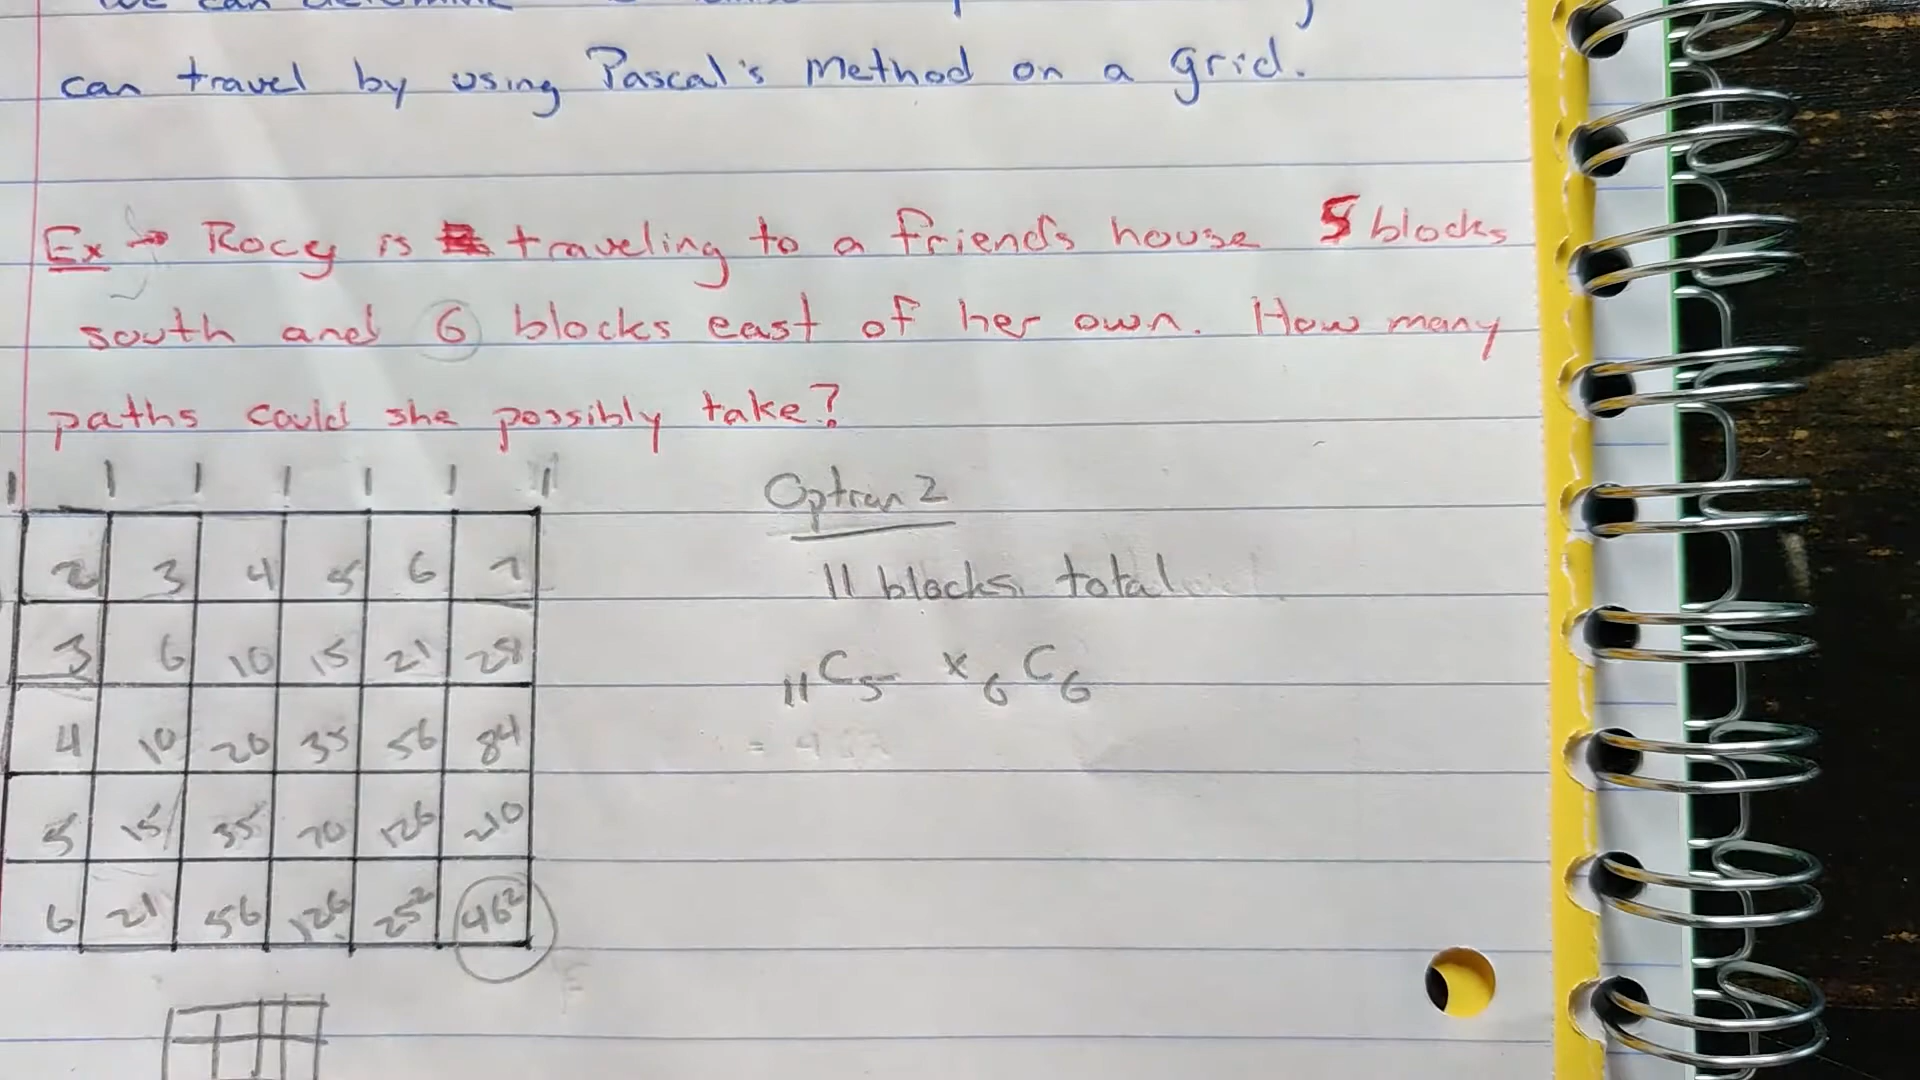 can travel by using Pascal's Method on a grid.
Ex → Rocy is traveling to a friend's house 5 blocks
south and 6 blocks east of her own. How many
paths could she possibly take?
1 1 1 1 1 1 1
2 3 4 5 6 7
3 6 10 15 21 28
4 10 20 35 56 84
5 15 35 70 126 210
6 21 56 126 252 462
Option 2
11 blocks total
11C5 x 6C6